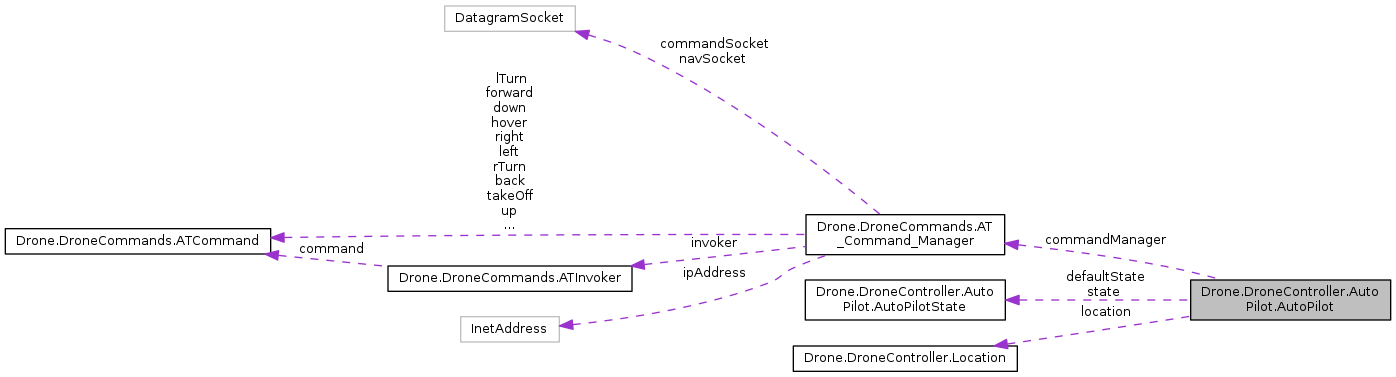 DatagramSocket
commandSocket
navSocket
lTurn
forward
down
hover
right
left
rTurn
back
takeOff
up
...
Drone.DroneCommands.ATCommand
command
Drone.DroneCommands.ATInvoker
invoker
ipAddress
InetAddress
Drone.DroneCommands.AT
_Command_Manager
commandManager
Drone.DroneController.Auto
Pilot.AutoPilotState
defaultState
state
location
Drone.DroneController.Location
Drone.DroneController.Auto
Pilot.AutoPilot